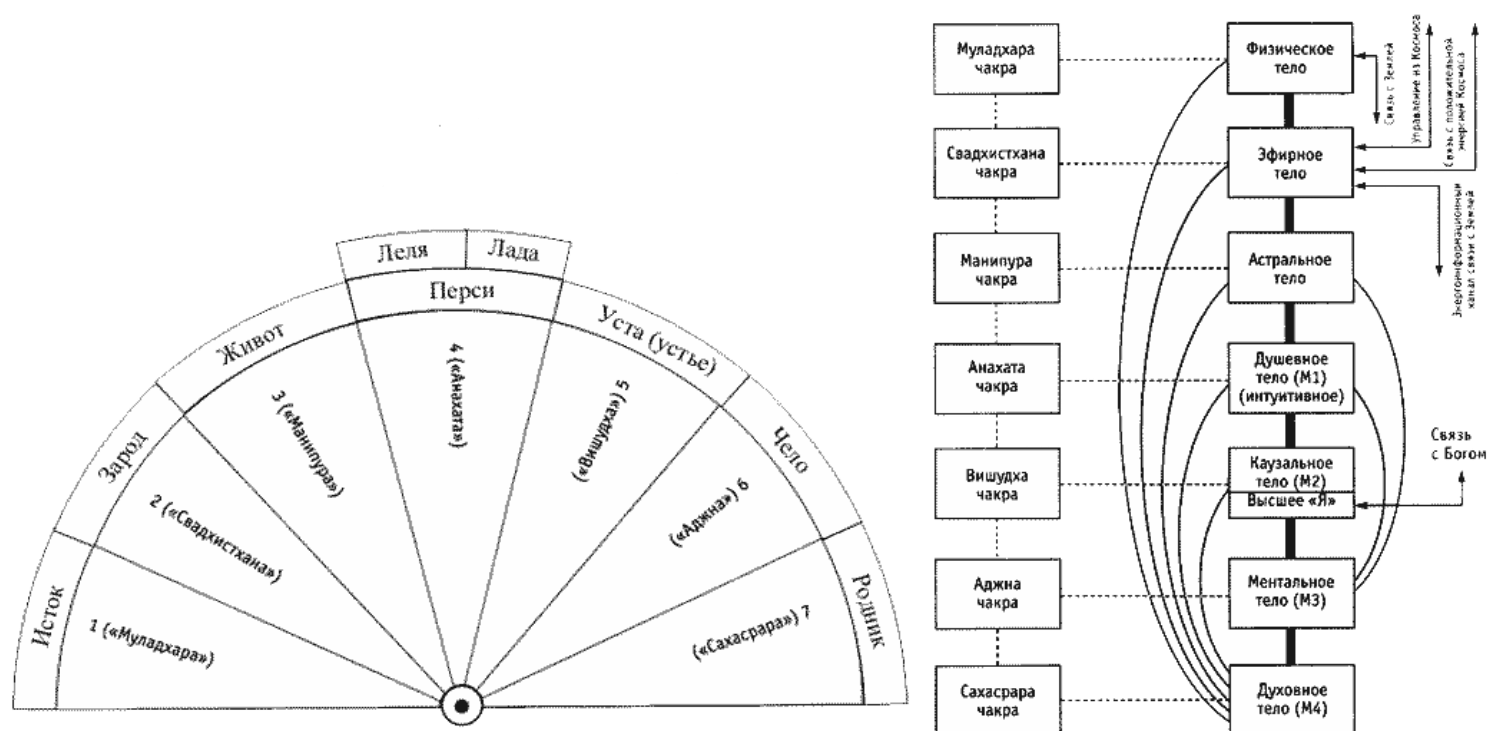 Леля
Лада
Перси
Живот
Уста (устье)
Зарод
Чело
Исток
Родник
1 («Муладхара»)
2 («Свадхистхана»)
3 («Манипура»)
4 («Анахата»)
(«Вишудха») 5
(«Аджна») 6
(«Сахасрара») 7
Муладхара
чакра
Физическое
тело
Связь с Землей
Управление из Космоса
Связь с положительной
энергией Космоса
Свадхистхана
чакра
Эфирное
тело
Энергоинформационный
канал связи с Землей
Манипура
чакра
Астральное
тело
Анахата
чакра
Душевное
тело (М1)
(интуитивное)
Вишудха
чакра
Каузальное
тело (М2)
Высшее «Я»
Связь
с Богом
Аджна
чакра
Ментальное
тело (М3)
Сахасрара
чакра
Духовное
тело (М4)